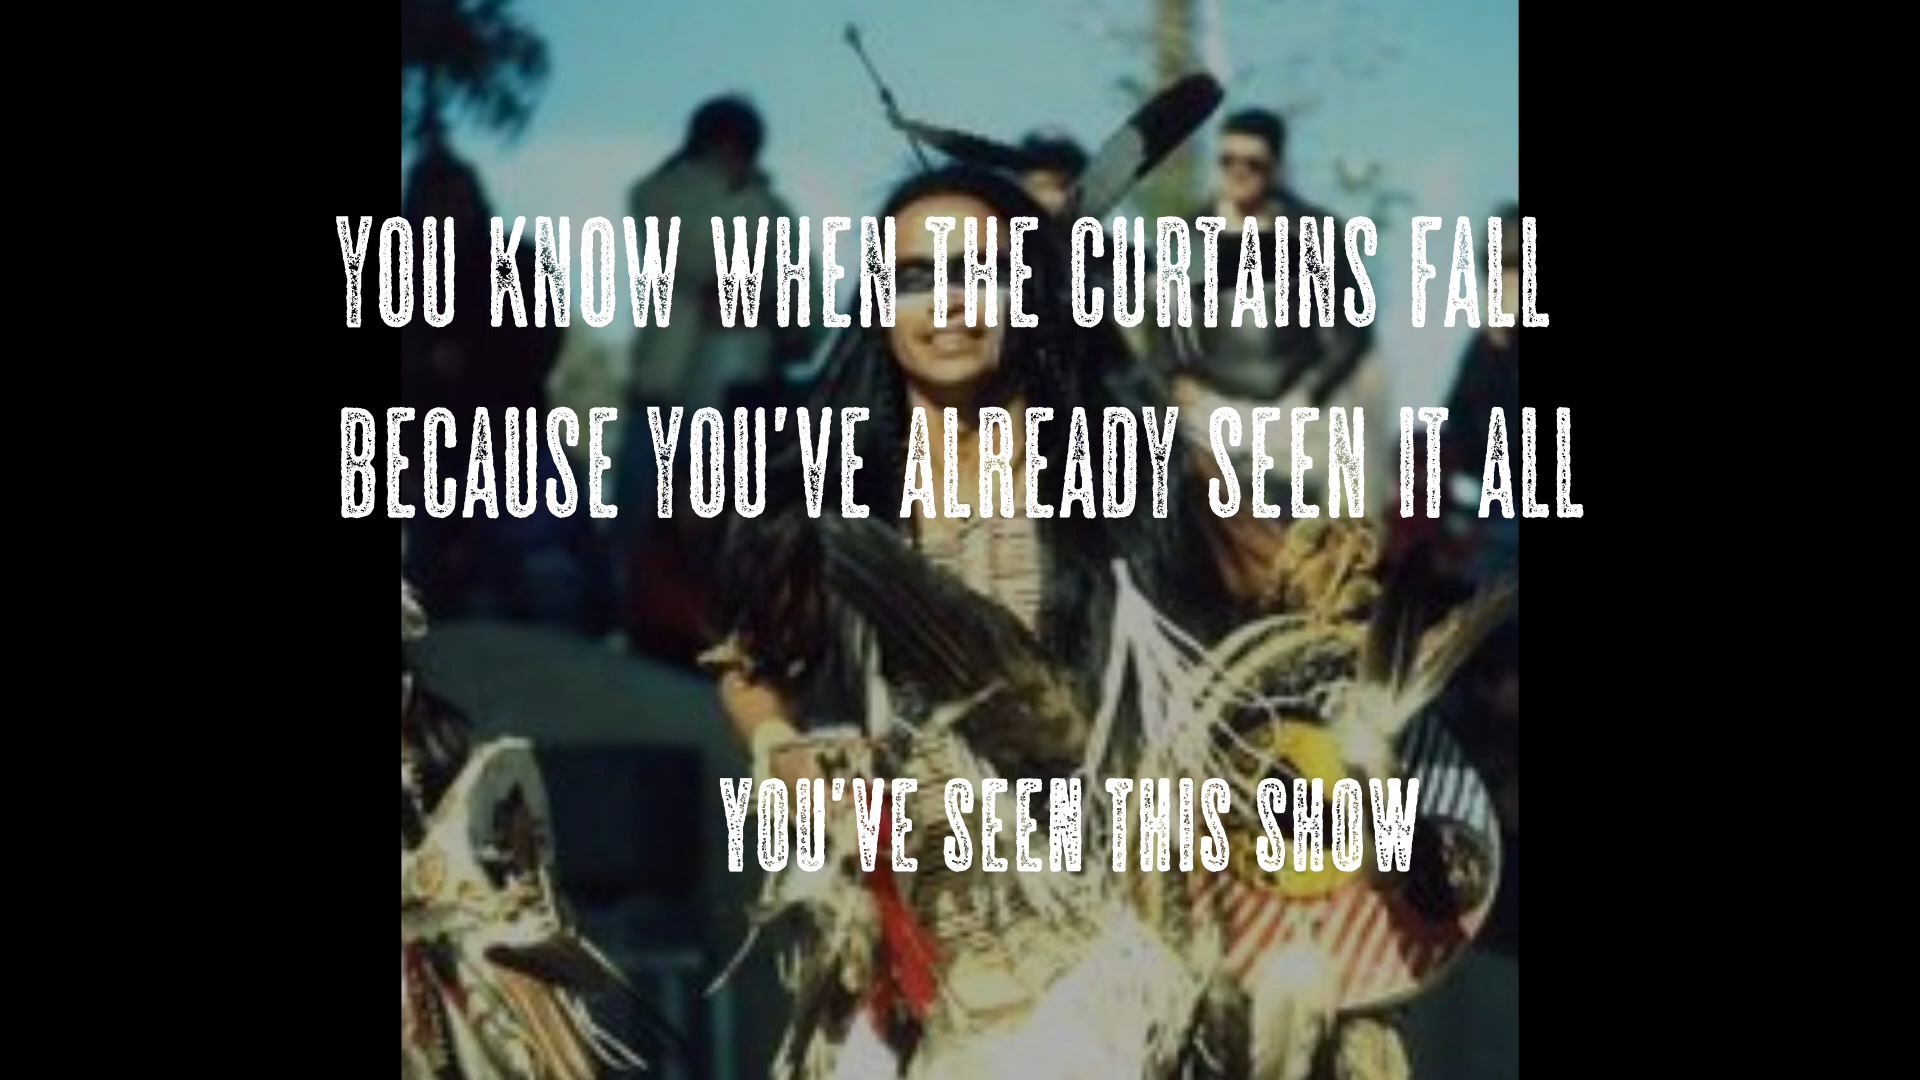 YOU KNOW WHEN THE CURTAINS FALL
BECAUSE YOU'VE ALREADY SEEN IT ALL
YOU'VE SEEN THIS SHOW